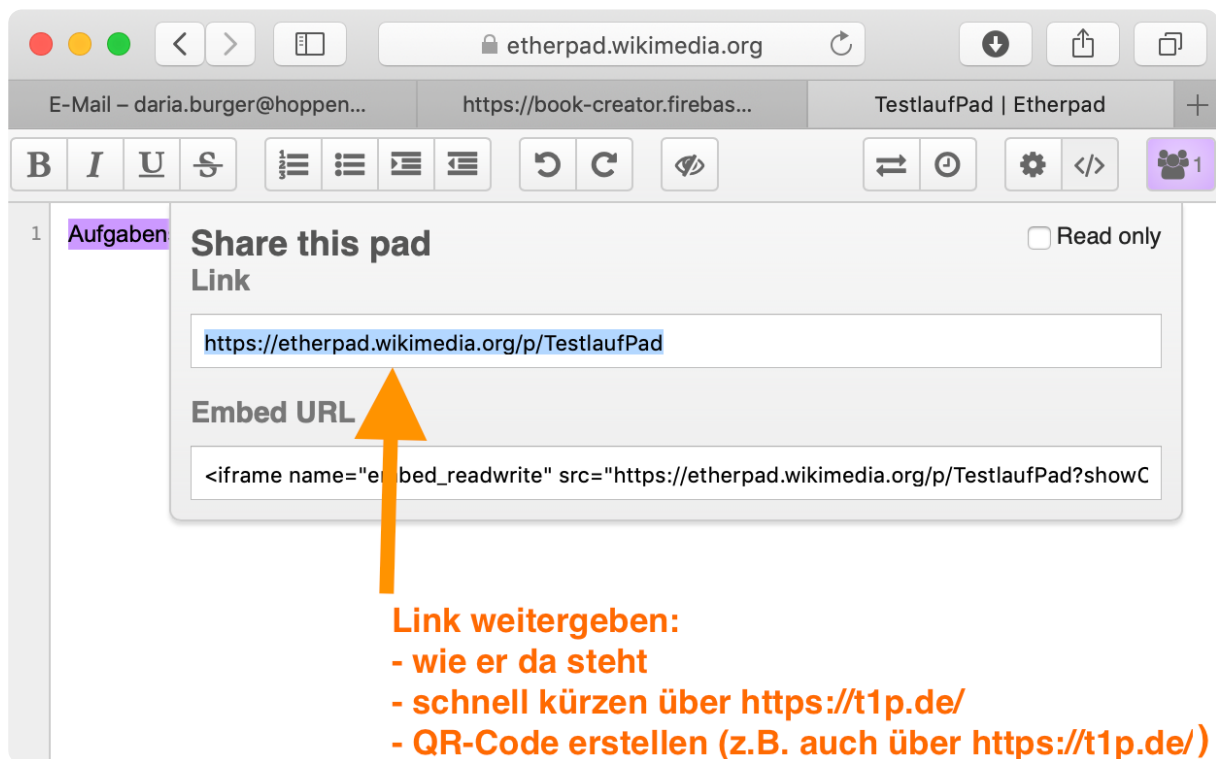 etherpad.wikimedia.org
E-Mail – daria.burger@hoppen...
https://book-creator.firebas...
TestlaufPad | Etherpad
B I U S
1
1
Aufgaben
Share this pad
Read only
Link
https://etherpad.wikimedia.org/p/TestlaufPad
Embed URL
<iframe name="embed_readwrite" src="https://etherpad.wikimedia.org/p/TestlaufPad?showC
Link weitergeben:
- wie er da steht
- schnell kürzen über https://t1p.de/
- QR-Code erstellen (z.B. auch über https://t1p.de/)